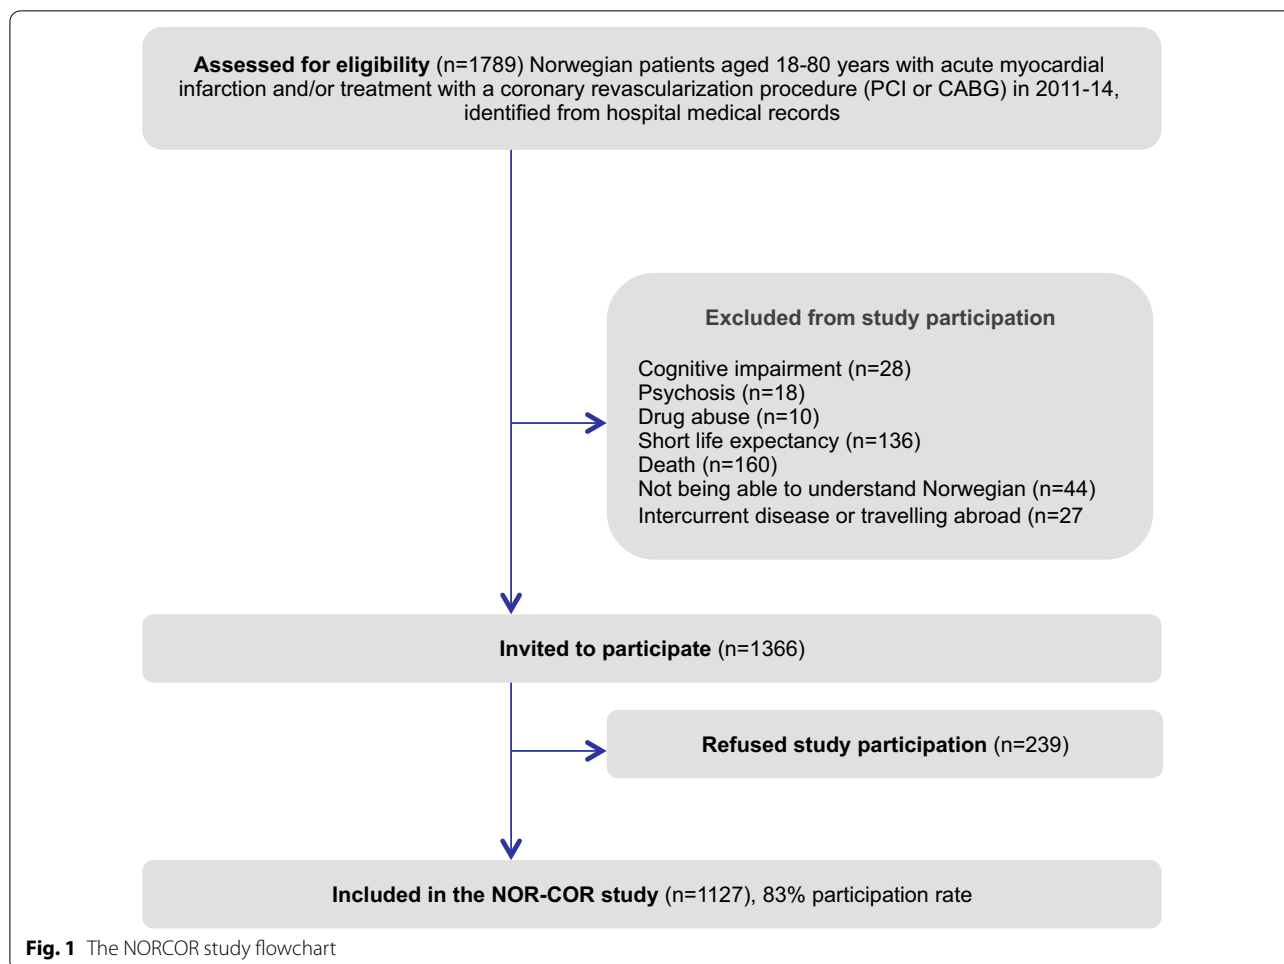 Assessed for eligibility (n=1789) Norwegian patients aged 18-80 years with acute myocardial
infarction and/or treatment with a coronary revascularization procedure (PCI or CABG) in 2011-14,
identified from hospital medical records
Excluded from study participation
Cognitive impairment (n=28)
Psychosis (n=18)
Drug abuse (n=10)
Short life expectancy (n=136)
Death (n=160)
Not being able to understand Norwegian (n=44)
Intercurrent disease or travelling abroad (n=27
Invited to participate (n=1366)
Refused study participation (n=239)
Included in the NOR-COR study (n=1127), 83% participation rate
Fig. 1 The NORCOR study flowchart